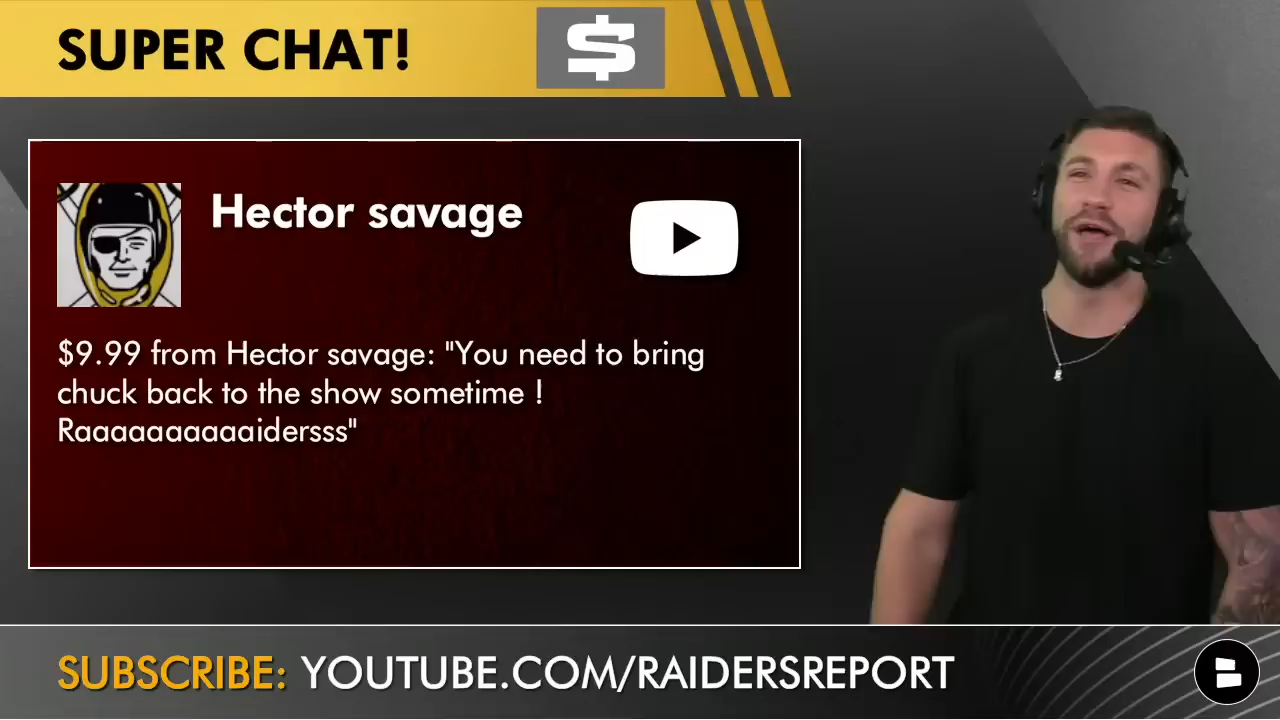 SUPER CHAT!
$
Hector savage
$9.99 from Hector savage: "You need to bring
chuck back to the show sometime !
Raaaaaaaaaaidersss"
SUBSCRIBE: YOUTUBE.COM/RAIDERSREPORT